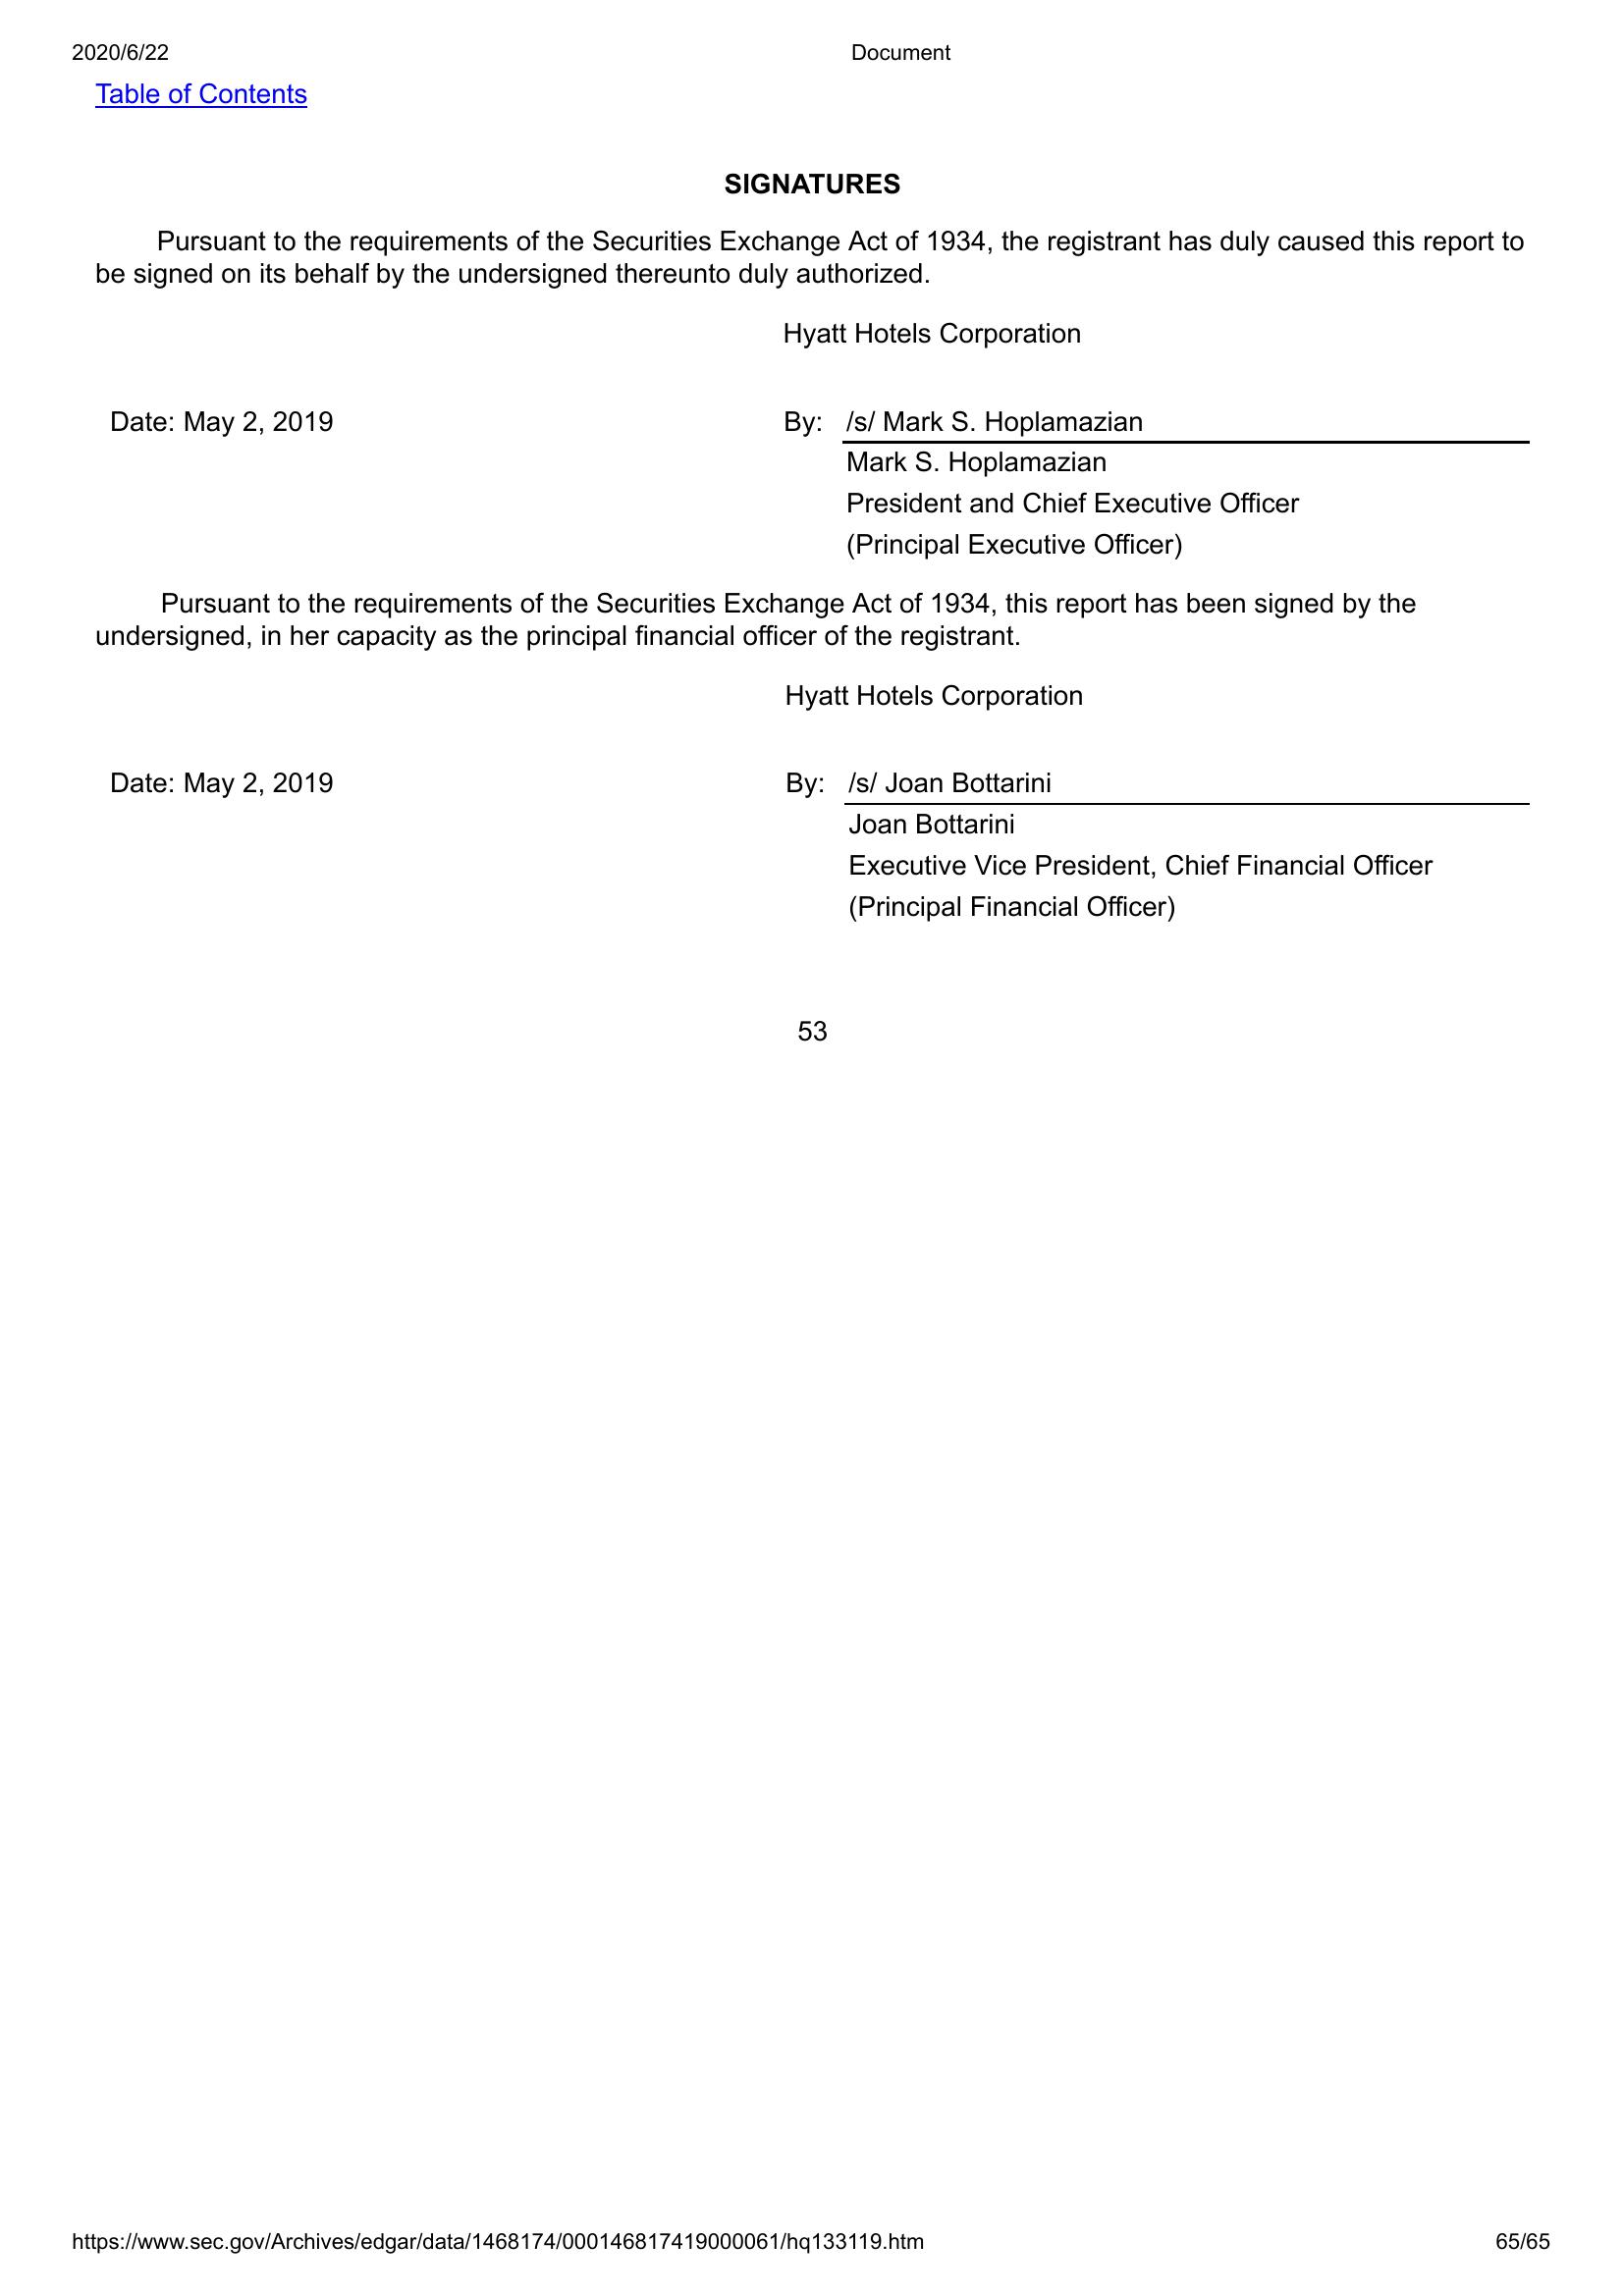 2020/6/22 Document
Table of Contents
SIGNATURES
Pursuant to the requirements of the Securities Exchange Act of 1934, the registrant has duly caused this report to
be signed on its behalf by the undersigned thereunto duly authorized.
Hyatt Hotels Corporation
Date: May 2, 2019 By: /s/ Mark S. Hoplamazian
Mark S. Hoplamazian
President and Chief Executive Officer
(Principal Executive Officer)
Pursuant to the requirements of the Securities Exchange Act of 1934, this report has been signed by the
undersigned, in her capacity as the principal financial officer of the registrant.
Hyatt Hotels Corporation
Date: May 2, 2019 By: /s/ Joan Bottarini
Joan Bottarini
Executive Vice President, Chief Financial Officer
(Principal Financial Officer)
53
https://www.sec.gov/Archives/edgar/data/1468174/000146817419000061/hq133119.htm 65/65